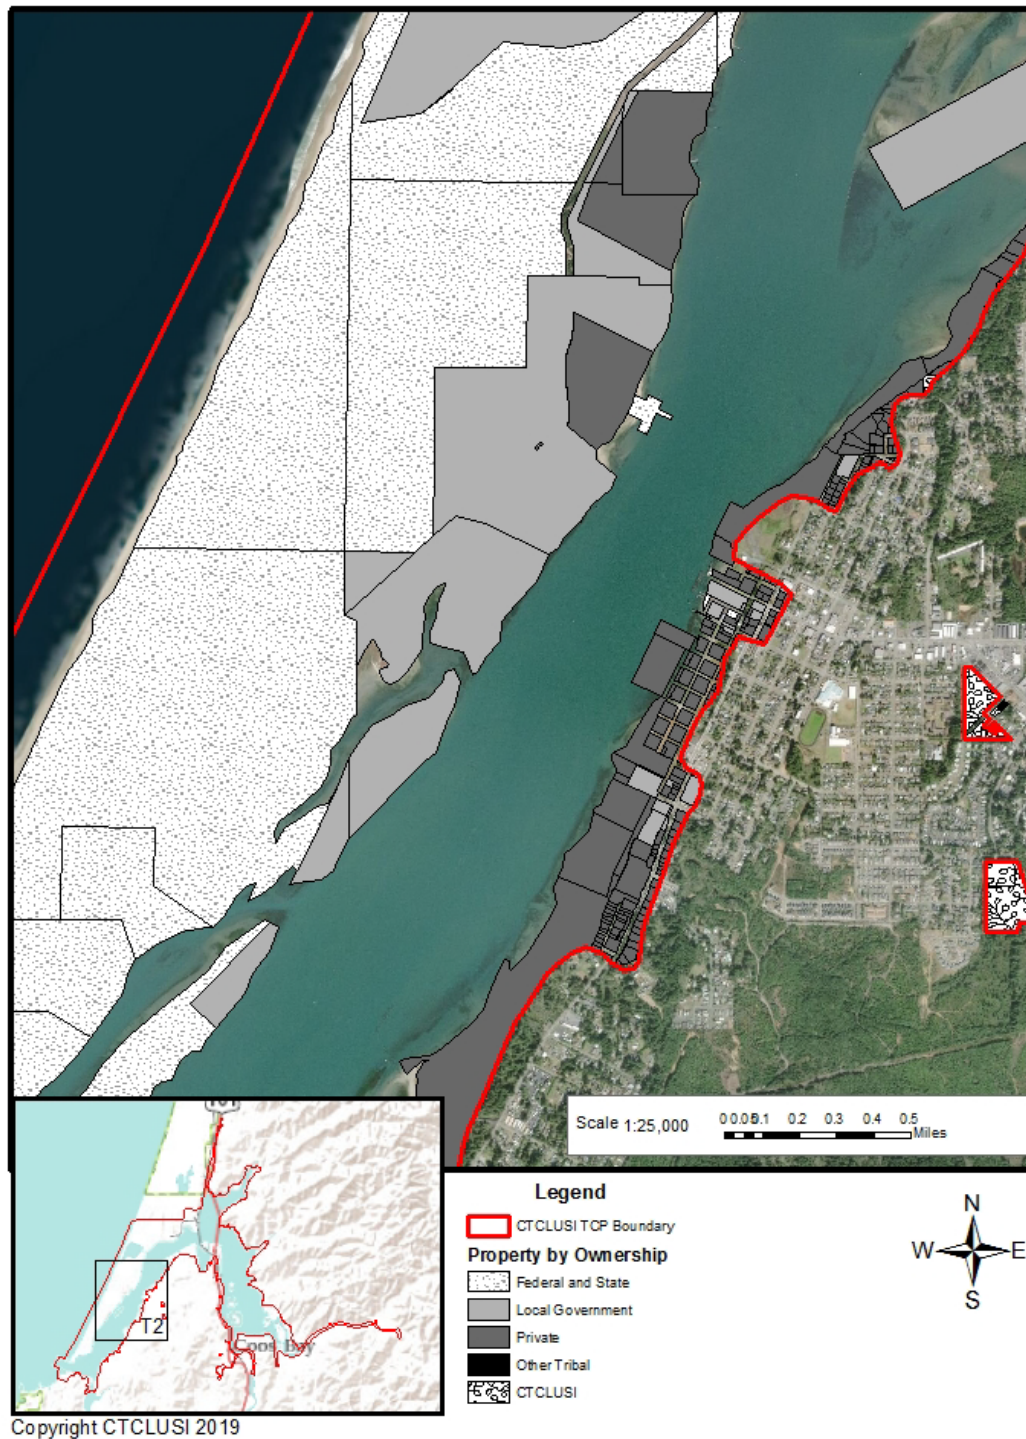 Scale 1:25,000
0 0.05 0.1 0.2 0.3 0.4 0.5
Miles
101
T2
Coos Bay
Legend
CTCLUSI TCP Boundary
Property by Ownership
Federal and State
Local Government
Private
Other Tribal
CTCLUSI
N
W E
S
Copyright CTCLUSI 2019